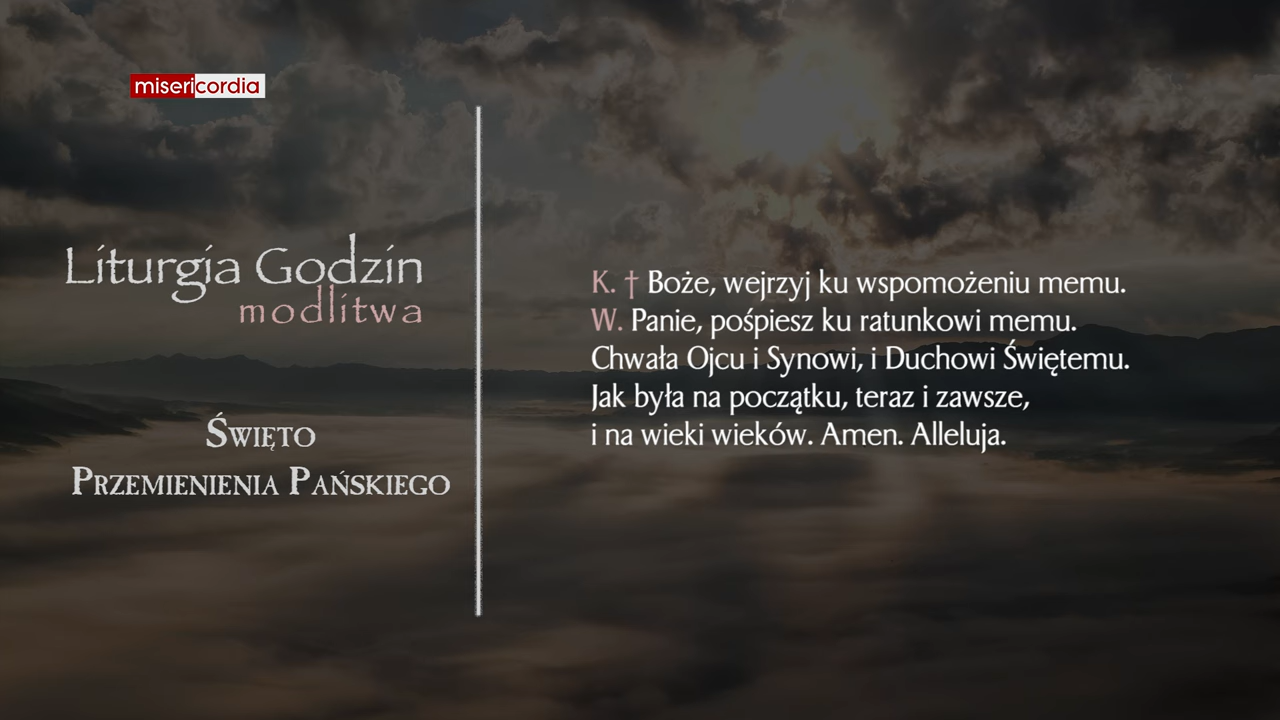 misericordia
Liturgia Godzin
modlitwa
Święto
Przemienienia Pańskiego
K. † Boże, wejrzyj ku wspomożeniu memu.
W. Panie, pośpiesz ku ratunkowi memu.
Chwała Ojcu i Synowi, i Duchowi Świętemu.
Jak była na początku, teraz i zawsze,
i na wieki wieków. Amen. Alleluja.